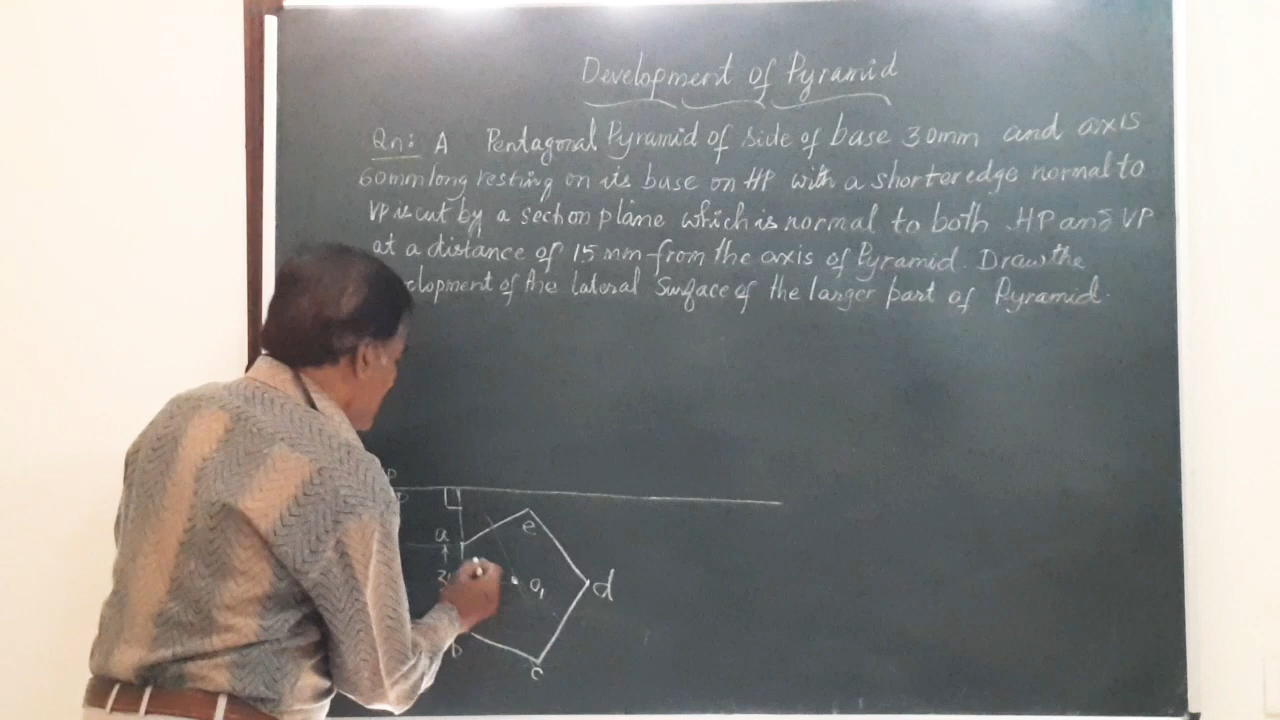 Development of Pyramid
Qn: A Pentagonal Pyramid of side of base 30mm and axis
60mm long resting on its base on HP with a shorter edge normal to
VP is cut by a section plane which is normal to both HP and VP
at a distance of 15 mm from the axis of Pyramid. Draw the
elopment of the lateral Surface of the larger part of Pyramid.
P
P
e
a
d
o1
b
c